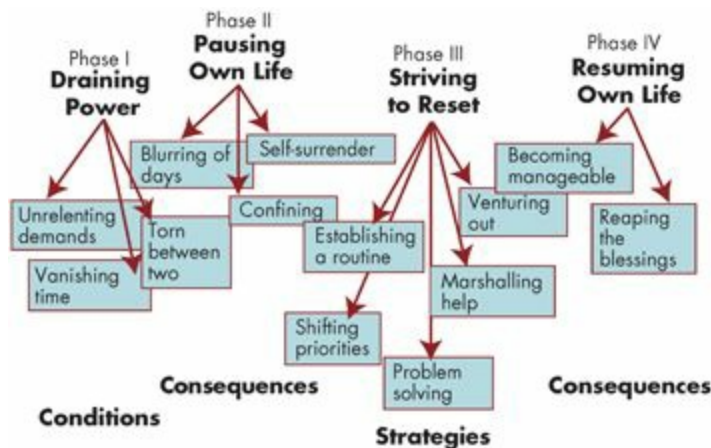 Phase I
Draining
Power
Unrelenting
demands
Vanishing
time
Torn
between
two
Conditions
Phase II
Pausing
Own Life
Blurring of
days
Self-surrender
Confining
Consequences
Phase III
Striving
to Reset
Establishing
a routine
Venturing
out
Shifting
priorities
Marshalling
help
Problem
solving
Strategies
Phase IV
Resuming
Own Life
Becoming
manageable
Reaping
the
blessings
Consequences